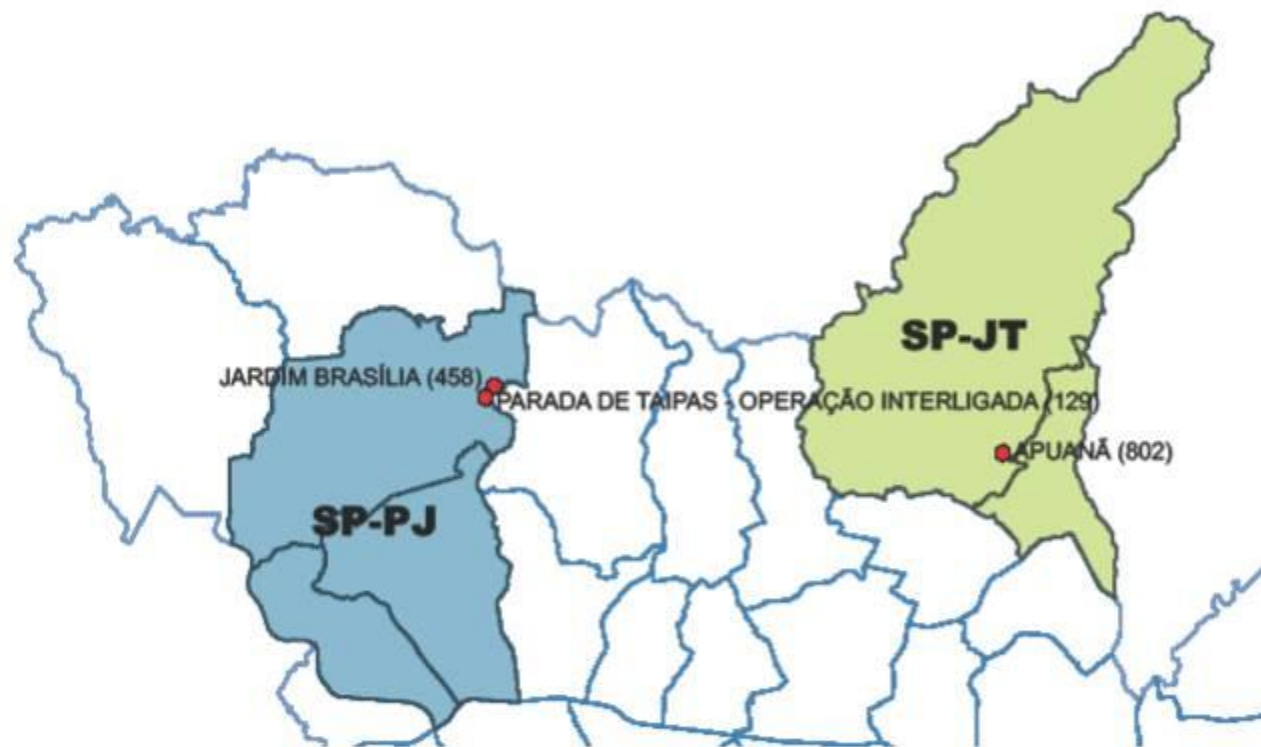 SP-JT
JARDIM BRASÍLIA (458)
PARADA DE TAIPAS - OPERAÇÃO INTERLIGADA (129)
APUANÃ (802)
SP-PJ